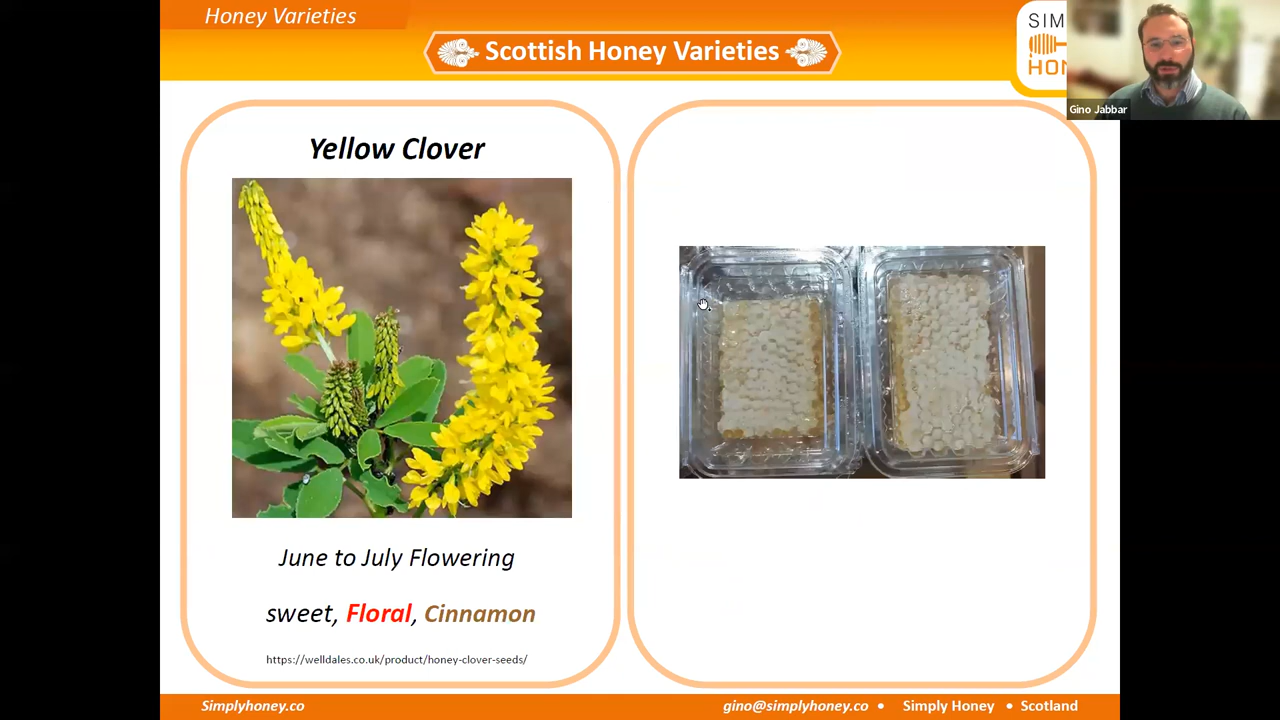 Honey Varieties
Scottish Honey Varieties
SIM
HON
Gino Jabbar
Yellow Clover
June to July Flowering
sweet, Floral, Cinnamon
https://welldales.co.uk/product/honey-clover-seeds/
Simplyhoney.co
gino@simplyhoney.co • Simply Honey • Scotland